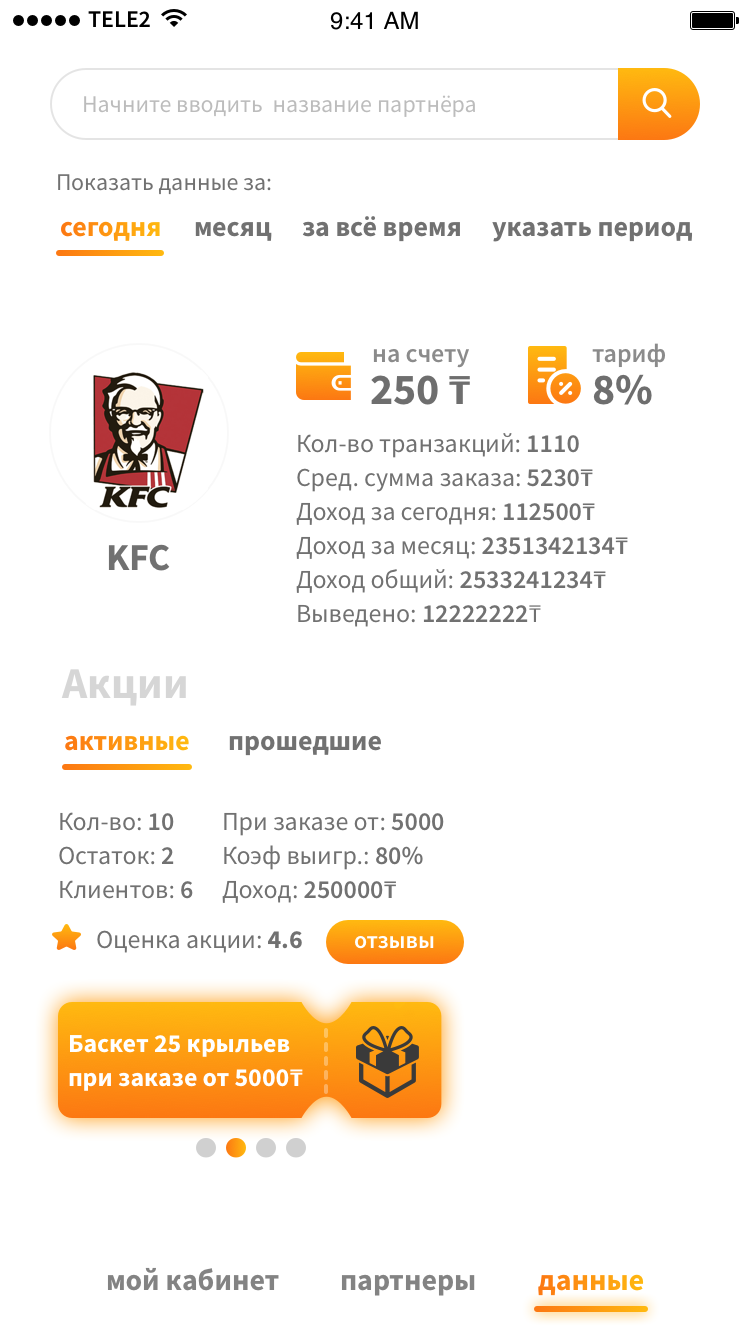 TELE2 9:41 AM
Начните вводить название партнёра
Показать данные за:
сегодня месяц за всё время указать период
на счету тариф
250 ₸ 8%
Кол-во транзакций: 1110
Сред. сумма заказа: 5230₸
Доход за сегодня: 112500₸
Доход за месяц: 2351342134₸
Доход общий: 2533241234₸
Выведено: 12222222₸
KFC
KFC
Акции
активные прошедшие
Кол-во: 10 При заказе от: 5000
Остаток: 2 Коэф выигр.: 80%
Клиентов: 6 Доход: 250000₸
Оценка акции: 4.6 отзывы
Баскет 25 крыльев
при заказе от 5000₸
мой кабинет партнеры данные